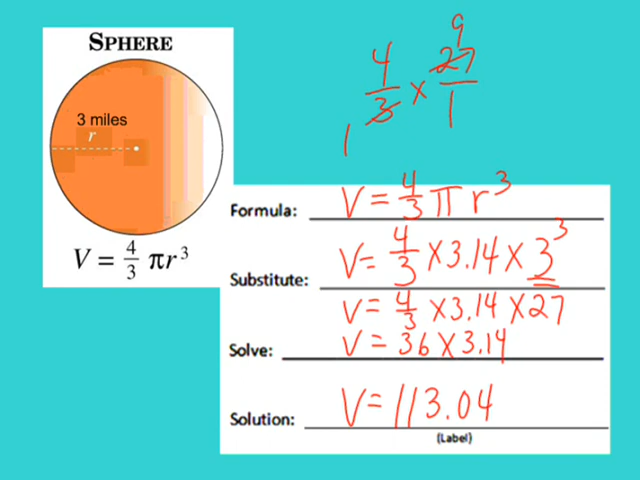 SPHERE
3 miles
r
V = 4/3 πr³
4/3 × 27/1
9
1
Formula: V = 4/3 π r³
Substitute: V = 4/3 × 3.14 × 3³
V = 4/3 × 3.14 × 27
Solve: V = 36 × 3.14
Solution: V = 113.04
(Label)